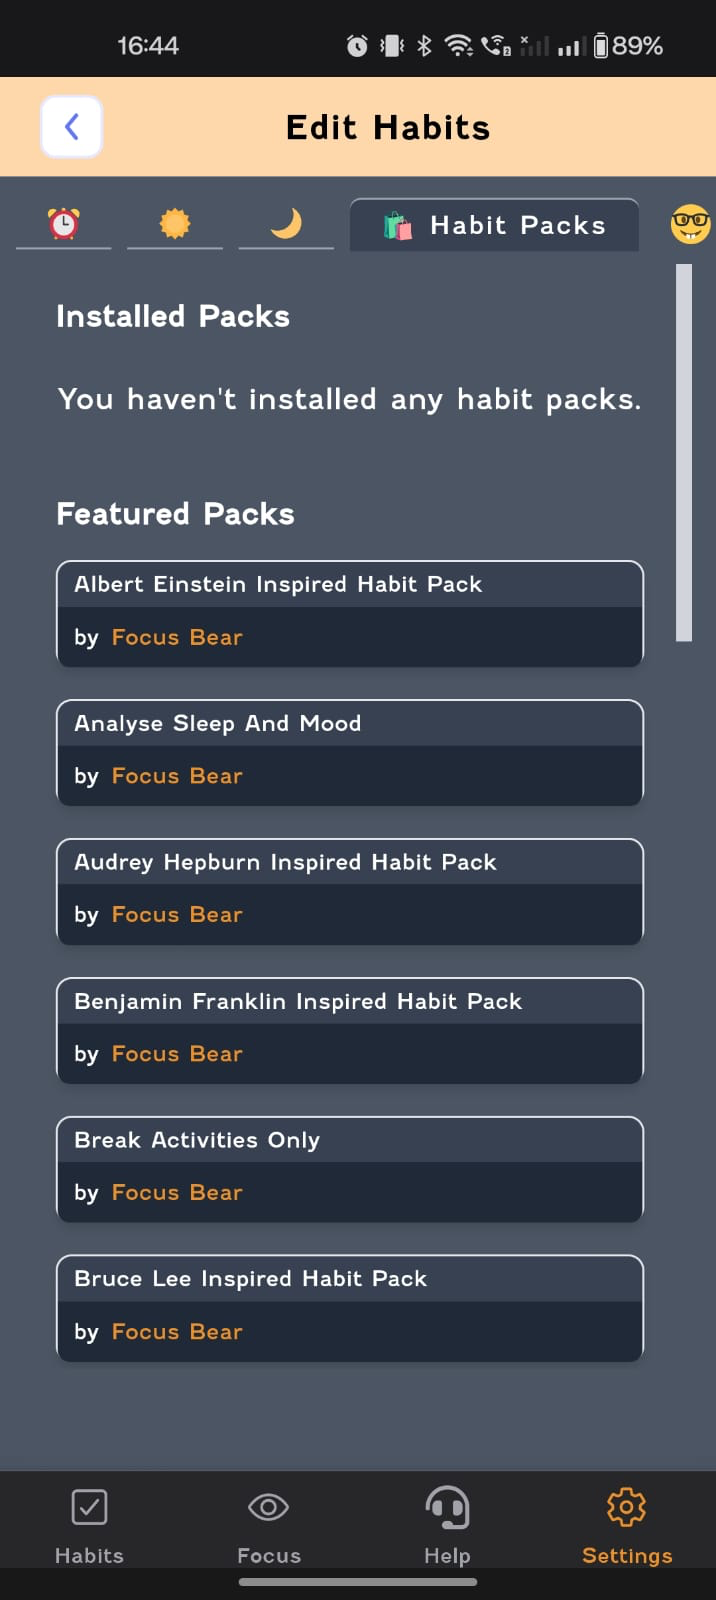 16:44
89%
Edit Habits
Habit Packs
Installed Packs
You haven't installed any habit packs.
Featured Packs
Albert Einstein Inspired Habit Pack
by Focus Bear
Analyse Sleep And Mood
by Focus Bear
Audrey Hepburn Inspired Habit Pack
by Focus Bear
Benjamin Franklin Inspired Habit Pack
by Focus Bear
Break Activities Only
by Focus Bear
Bruce Lee Inspired Habit Pack
by Focus Bear
Habits
Focus
Help
Settings